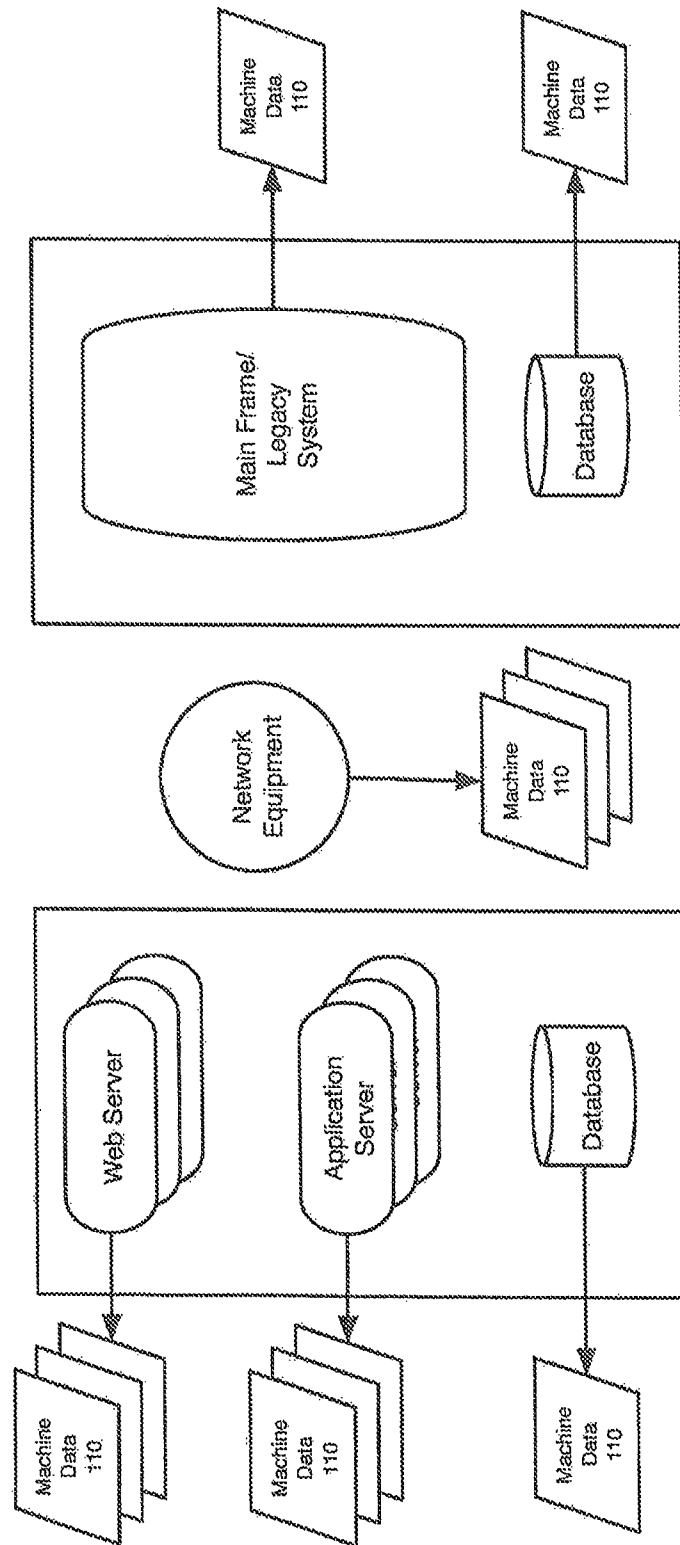 Machine
Data
110
Web Server
Machine
Data
110
Application
Server
Machine
Data
110
Database
Network
Equipment
Machine
Data
110
Main Frame/
Legacy
System
Machine
Data
110
Database
Machine
Data
110